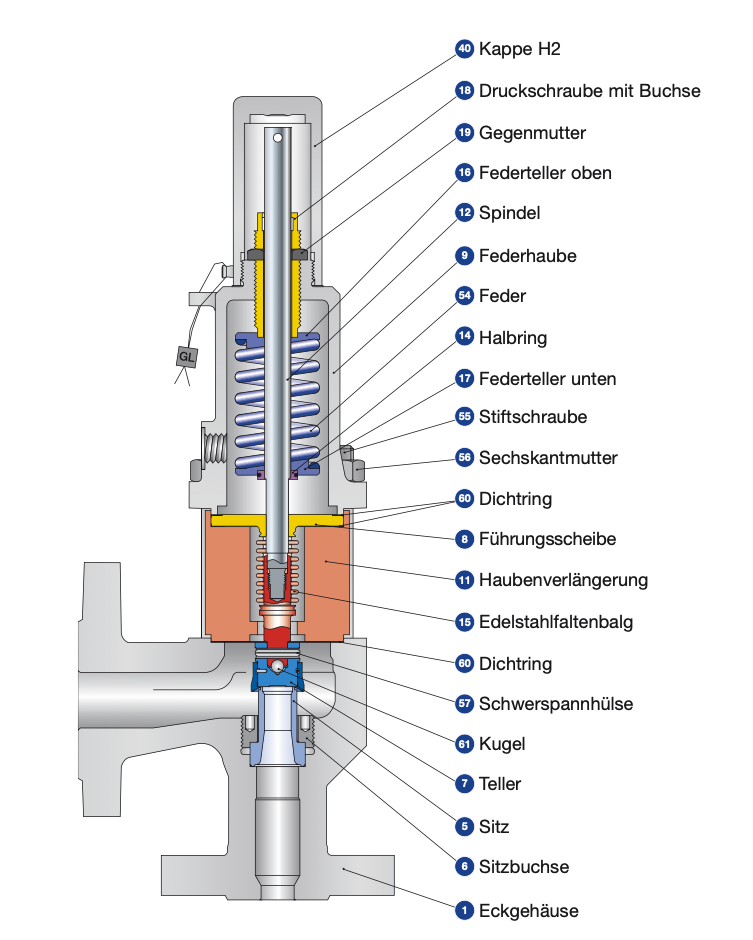 40 Kappe H2
18 Druckschraube mit Buchse
19 Gegenmutter
16 Federteller oben
12 Spindel
9 Federhaube
54 Feder
14 Halbring
17 Federteller unten
55 Stiftschraube
56 Sechskantmutter
60 Dichtring
8 Führungsscheibe
11 Haubenverlängerung
15 Edelstahlfaltenbalg
60 Dichtring
57 Schwerspannhülse
61 Kugel
7 Teller
5 Sitz
6 Sitzbuchse
1 Eckgehäuse
GL